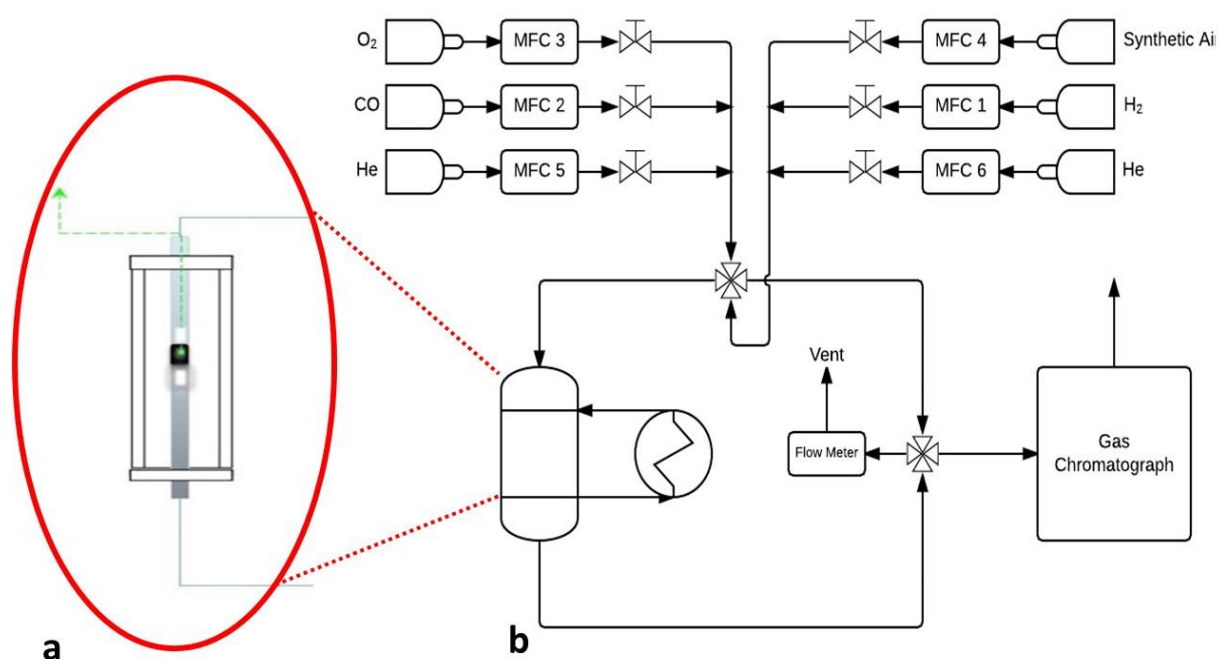 O₂
MFC 3
MFC 4
Synthetic Ai
CO
MFC 2
MFC 1
H₂
He
MFC 5
MFC 6
He
Vent
Flow Meter
Gas
Chromatograph
a
b